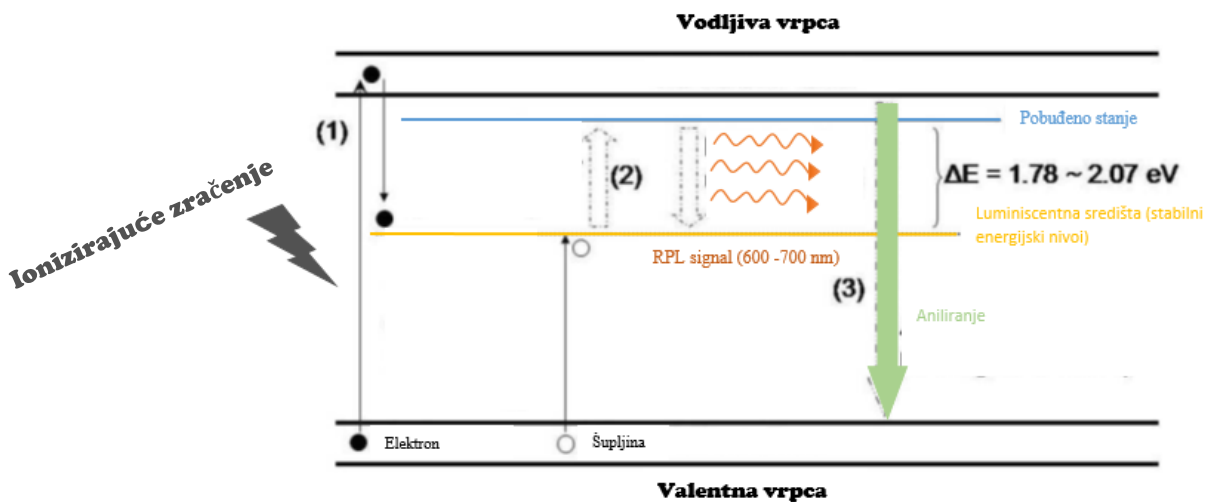 Vodljiva vrpca
(1)
Pobuđeno stanje
Ionizirajuće zračenje
(2)
ΔE = 1.78 ~ 2.07 eV
Luminiscentna središta (stabilni
energijski nivoi)
RPL signal (600 -700 nm)
(3)
Aniliranje
Elektron
Šupljina
Valentna vrpca